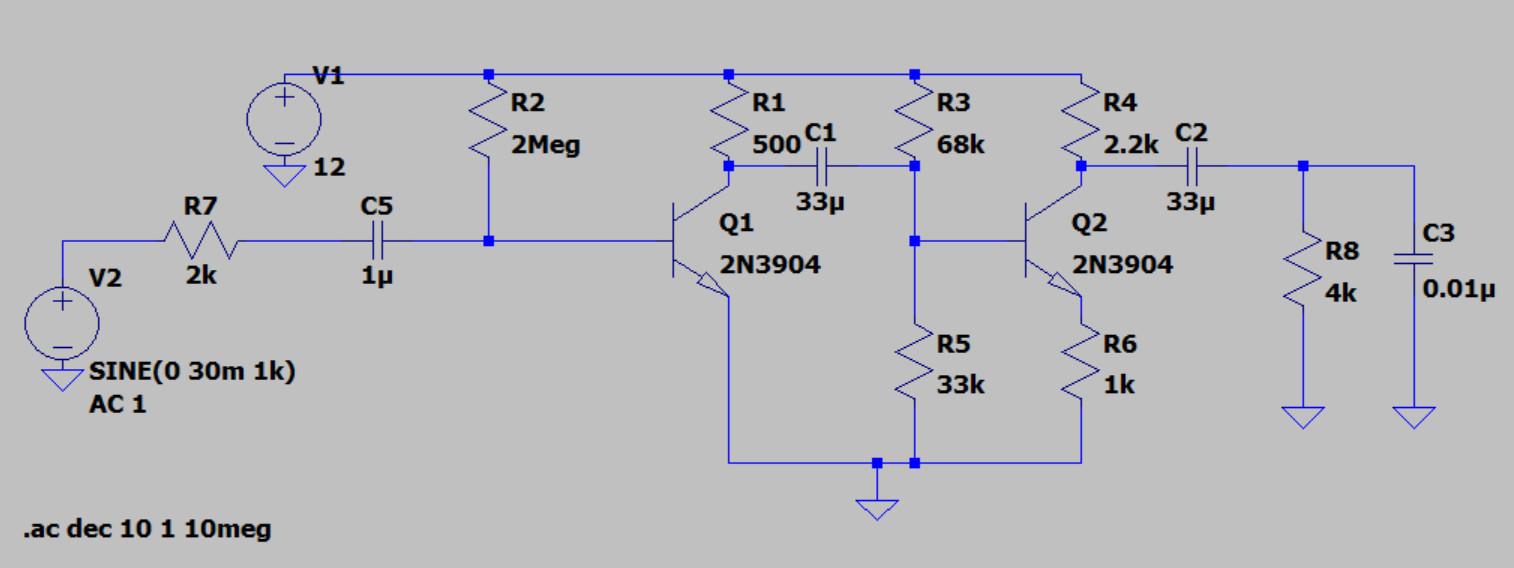 V1
12
R2
2Meg
R1
500
C1
33µ
R3
68k
R4
2.2k
C2
33µ
R7
2k
C5
1µ
Q1
2N3904
Q2
2N3904
R8
4k
C3
0.01µ
V2
SINE(0 30m 1k)
AC 1
R5
33k
R6
1k
.ac dec 10 1 10meg